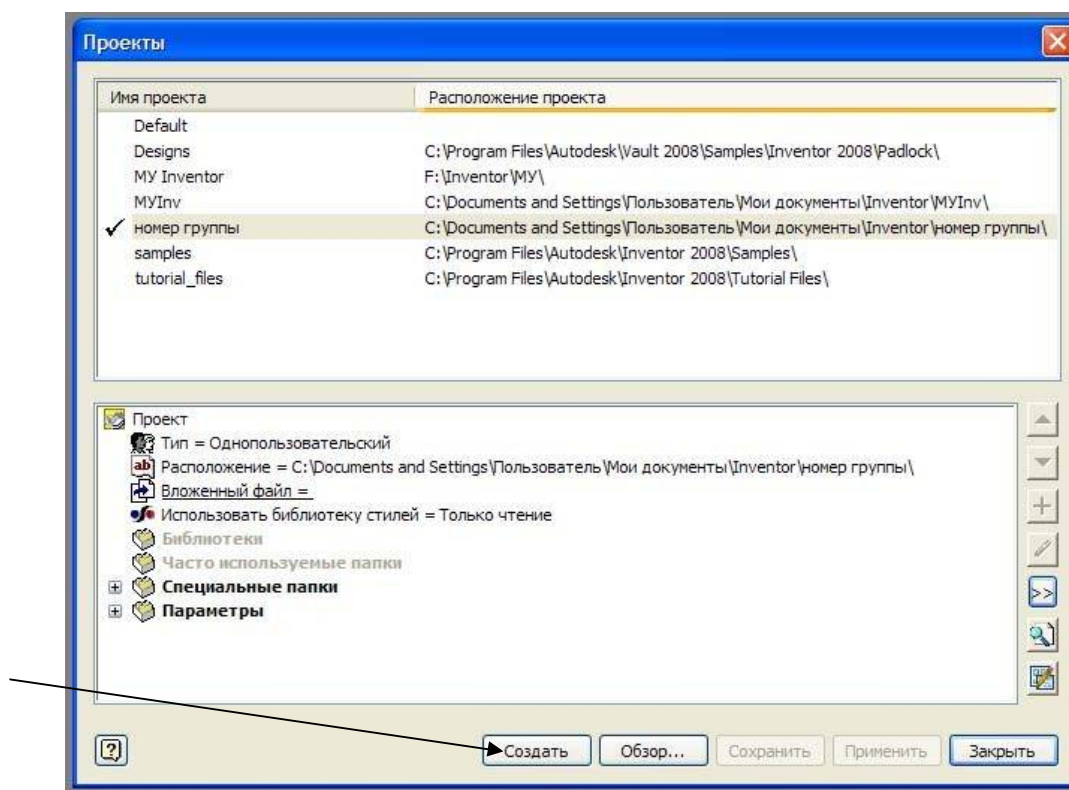 Проекты
Имя проекта Расположение проекта
Default
Designs C:\Program Files\Autodesk\Vault 2008\Samples\Inventor 2008\Padlock\
МУ Inventor F:\Inventor\МУ\
МУInv C:\Documents and Settings\Пользователь\Мои документы\Inventor\МУInv\
номер группы C:\Documents and Settings\Пользователь\Мои документы\Inventor\номер группы\
samples C:\Program Files\Autodesk\Inventor 2008\Samples\
tutorial_files C:\Program Files\Autodesk\Inventor 2008\Tutorial Files\
Проект
Тип = Однопользовательский
Расположение = C:\Documents and Settings\Пользователь\Мои документы\Inventor\номер группы\
Вложенный файл =
Использовать библиотеку стилей = Только чтение
Библиотеки
Часто используемые папки
Специальные папки
Параметры
>>
Создать Обзор... Сохранить Применить Закрыть